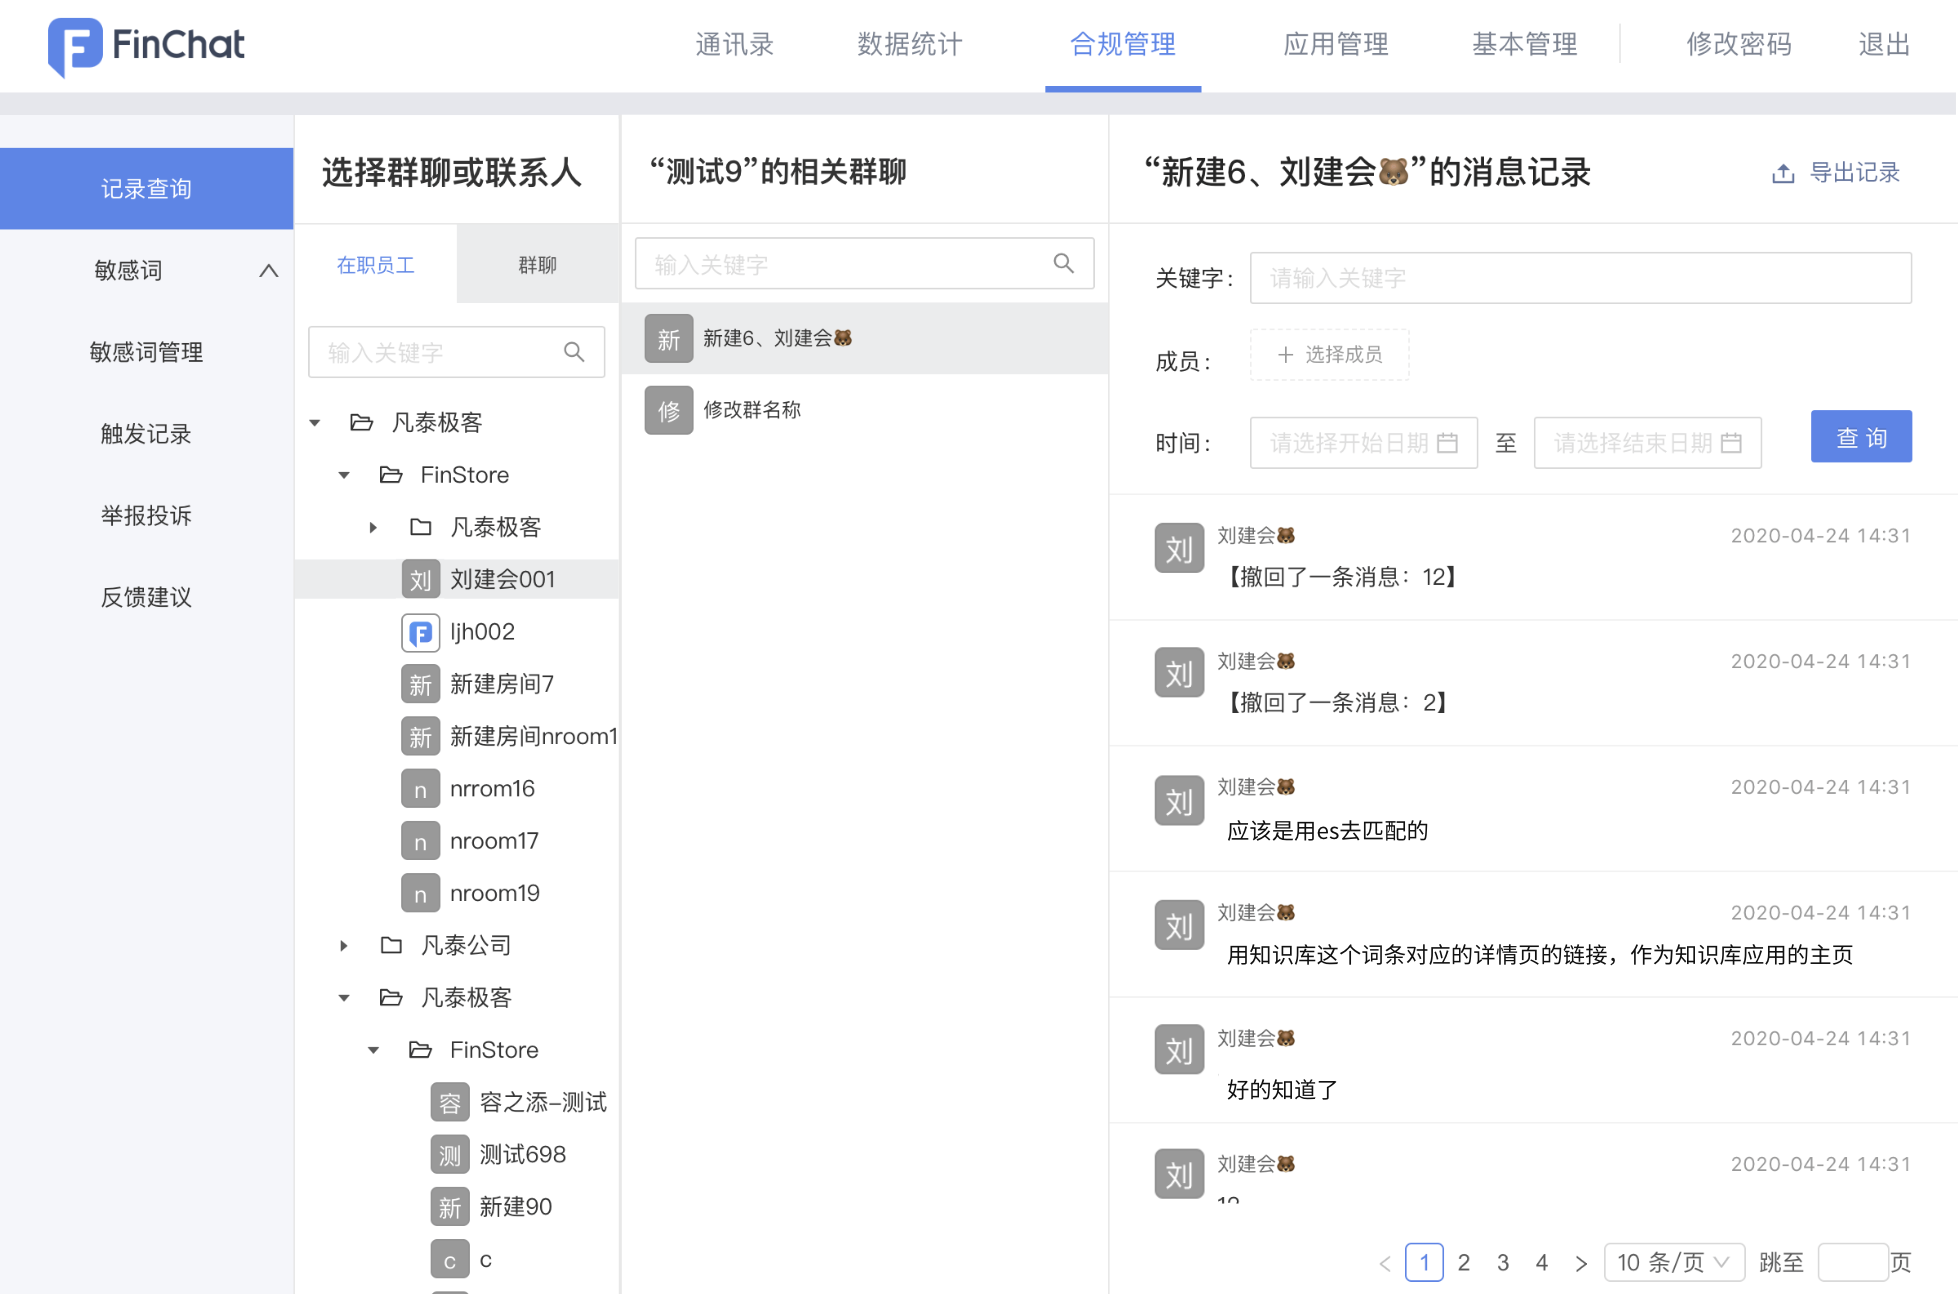 FinChat
通讯录
数据统计
合规管理
应用管理
基本管理
修改密码
退出
记录查询
敏感词
敏感词管理
触发记录
举报投诉
反馈建议
选择群聊或联系人
在职员工
群聊
输入关键字
凡泰极客
FinStore
凡泰极客
刘 刘建会001
ljh002
新 新建房间7
新 新建房间nroom1
n nrrom16
n nroom17
n nroom19
凡泰公司
凡泰极客
FinStore
容 容之添–测试
测 测试698
新 新建90
c c
“测试9”的相关群聊
输入关键字
新 新建6、刘建会🐻
修 修改群名称
“新建6、刘建会🐻”的消息记录
导出记录
关键字: 请输入关键字
成员: + 选择成员
时间: 请选择开始日期 至 请选择结束日期 查 询
刘 刘建会🐻 2020-04-24 14:31
【撤回了一条消息: 12】
刘 刘建会🐻 2020-04-24 14:31
【撤回了一条消息: 2】
刘 刘建会🐻 2020-04-24 14:31
应该是用es去匹配的
刘 刘建会🐻 2020-04-24 14:31
用知识库这个词条对应的详情页的链接，作为知识库应用的主页
刘 刘建会🐻 2020-04-24 14:31
好的知道了
刘 刘建会🐻 2020-04-24 14:31
< 1 2 3 4 > 10 条/页 跳至 页